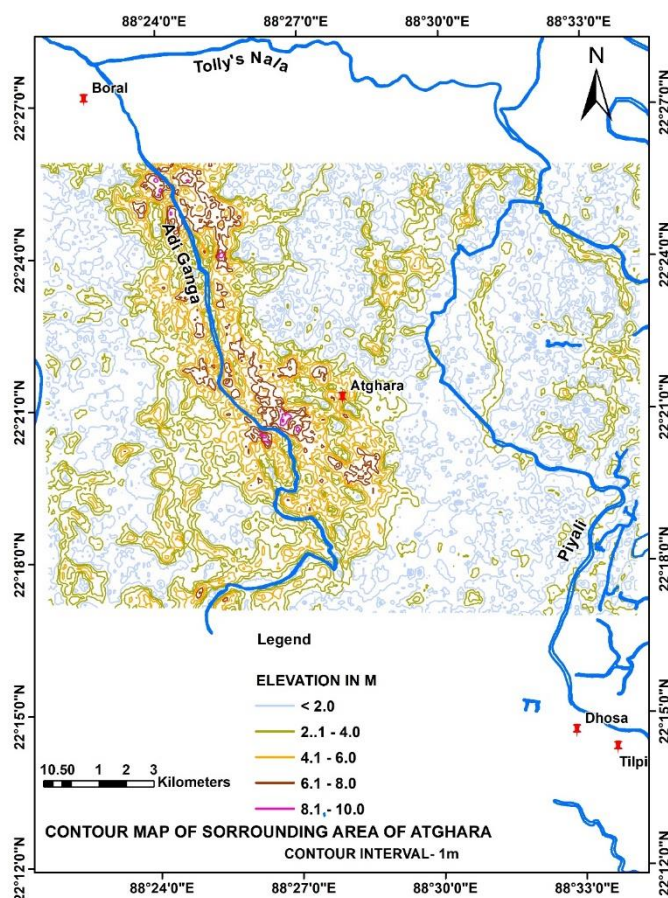 88°24'0"E 88°27'0"E 88°30'0"E 88°33'0"E
Tolly's Nala
N
Boral
22°27'0"N 22°27'0"N
22°24'0"N 22°24'0"N
Adi Ganga
Atghara
22°21'0"N 22°21'0"N
22°18'0"N 22°18'0"N
Piyali
Legend
ELEVATION IN M
< 2.0
2..1 - 4.0
4.1 - 6.0
6.1 - 8.0
8.1,- 10.0
22°15'0"N 22°15'0"N
Dhosa
Tilpi
10.50 1 2 3
Kilometers
CONTOUR MAP OF SORROUNDING AREA OF ATGHARA
CONTOUR INTERVAL- 1m
22°12'0"N 22°12'0"N
88°24'0"E 88°27'0"E 88°30'0"E 88°33'0"E